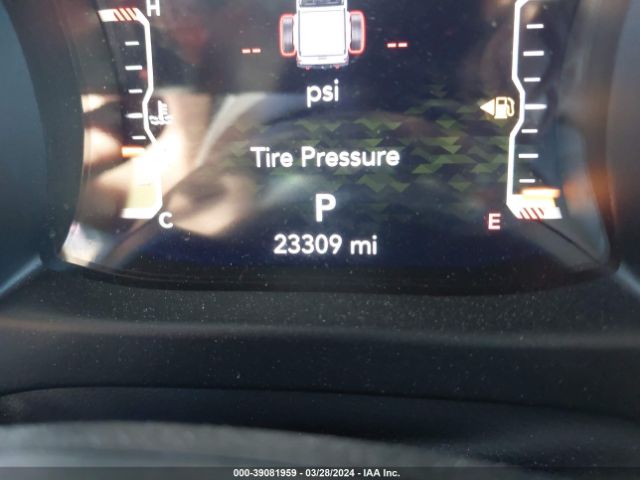 H
-- --
psi
Tire Pressure
P
C E
23309 mi
000-39081959 - 03/28/2024 - IAA Inc.